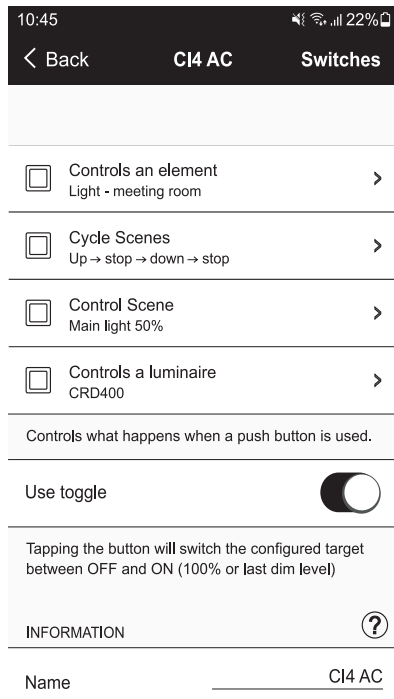 10:45 22%
Back CI4 AC Switches
Controls an element
Light - meeting room
Cycle Scenes
Up → stop → down → stop
Control Scene
Main light 50%
Controls a luminaire
CRD400
Controls what happens when a push button is used.
Use toggle
Tapping the button will switch the configured target
between OFF and ON (100% or last dim level)
INFORMATION ?
Name CI4 AC